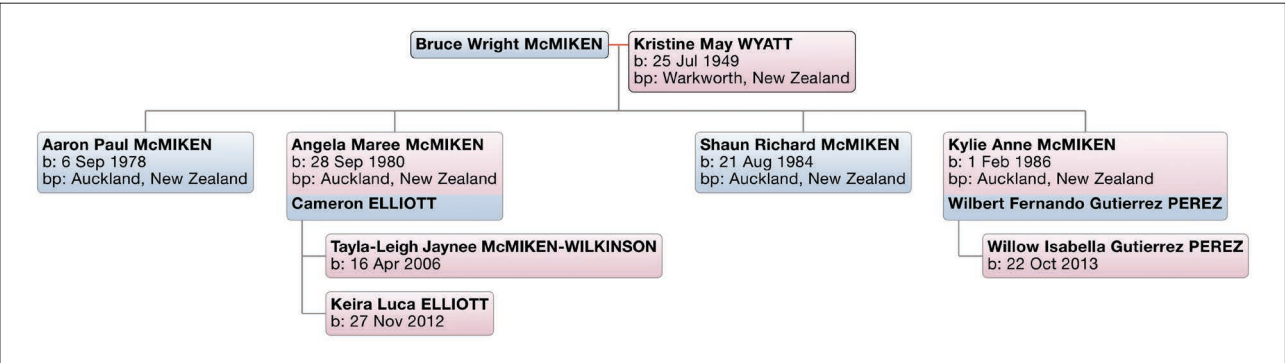 Bruce Wright McMIKEN
Kristine May WYATT
b: 25 Jul 1949
bp: Warkworth, New Zealand
Aaron Paul McMIKEN
b: 6 Sep 1978
bp: Auckland, New Zealand
Angela Maree McMIKEN
b: 28 Sep 1980
bp: Auckland, New Zealand
Cameron ELLIOTT
Tayla-Leigh Jaynee McMIKEN-WILKINSON
b: 16 Apr 2006
Keira Luca ELLIOTT
b: 27 Nov 2012
Shaun Richard McMIKEN
b: 21 Aug 1984
bp: Auckland, New Zealand
Kylie Anne McMIKEN
b: 1 Feb 1986
bp: Auckland, New Zealand
Wilbert Fernando Gutierrez PEREZ
Willow Isabella Gutierrez PEREZ
b: 22 Oct 2013